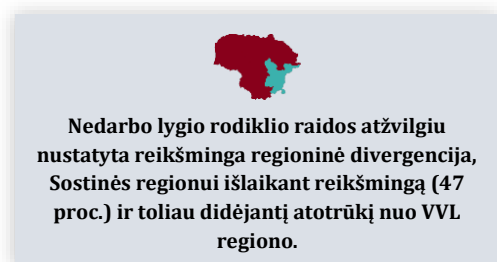 Nedarbo lygio rodiklio raidos atžvilgiu
nustatyta reikšminga regioninė divergencija,
Sostinės regionui išlaikant reikšmingą (47
proc.) ir toliau didėjantį atotrūkį nuo VVL
regiono.